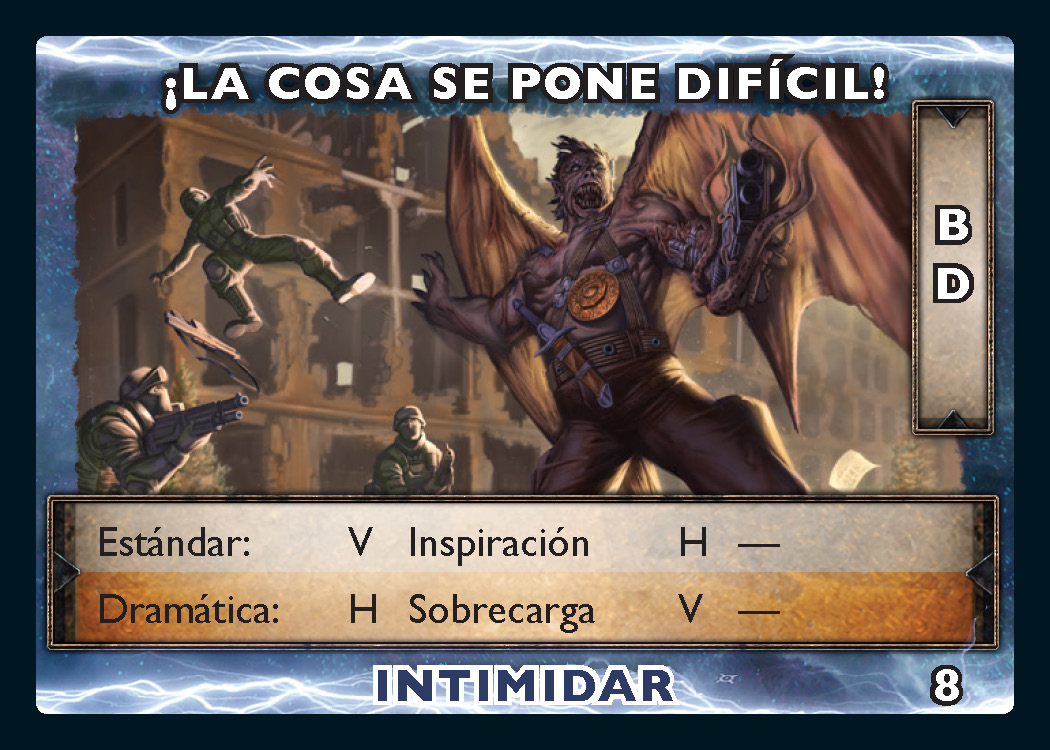 ¡LA COSA SE PONE DIFÍCIL!
B
D
Estándar: V Inspiración H —
Dramática: H Sobrecarga V —
INTIMIDAR
8